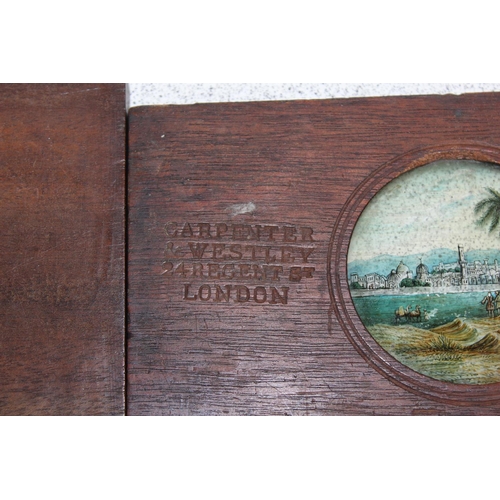 CARPENTER
& WESTLEY
24 REGENT ST
LONDON